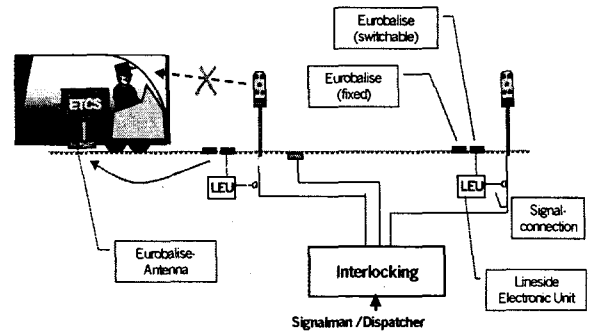 Eurobalise
(switchable)
Eurobalise
(fixed)
ETCS
LEU
LEU
Signal-
connection
Eurobalise-
Antenna
Interlocking
Lineside
Electronic Unit
Signalman / Dispatcher